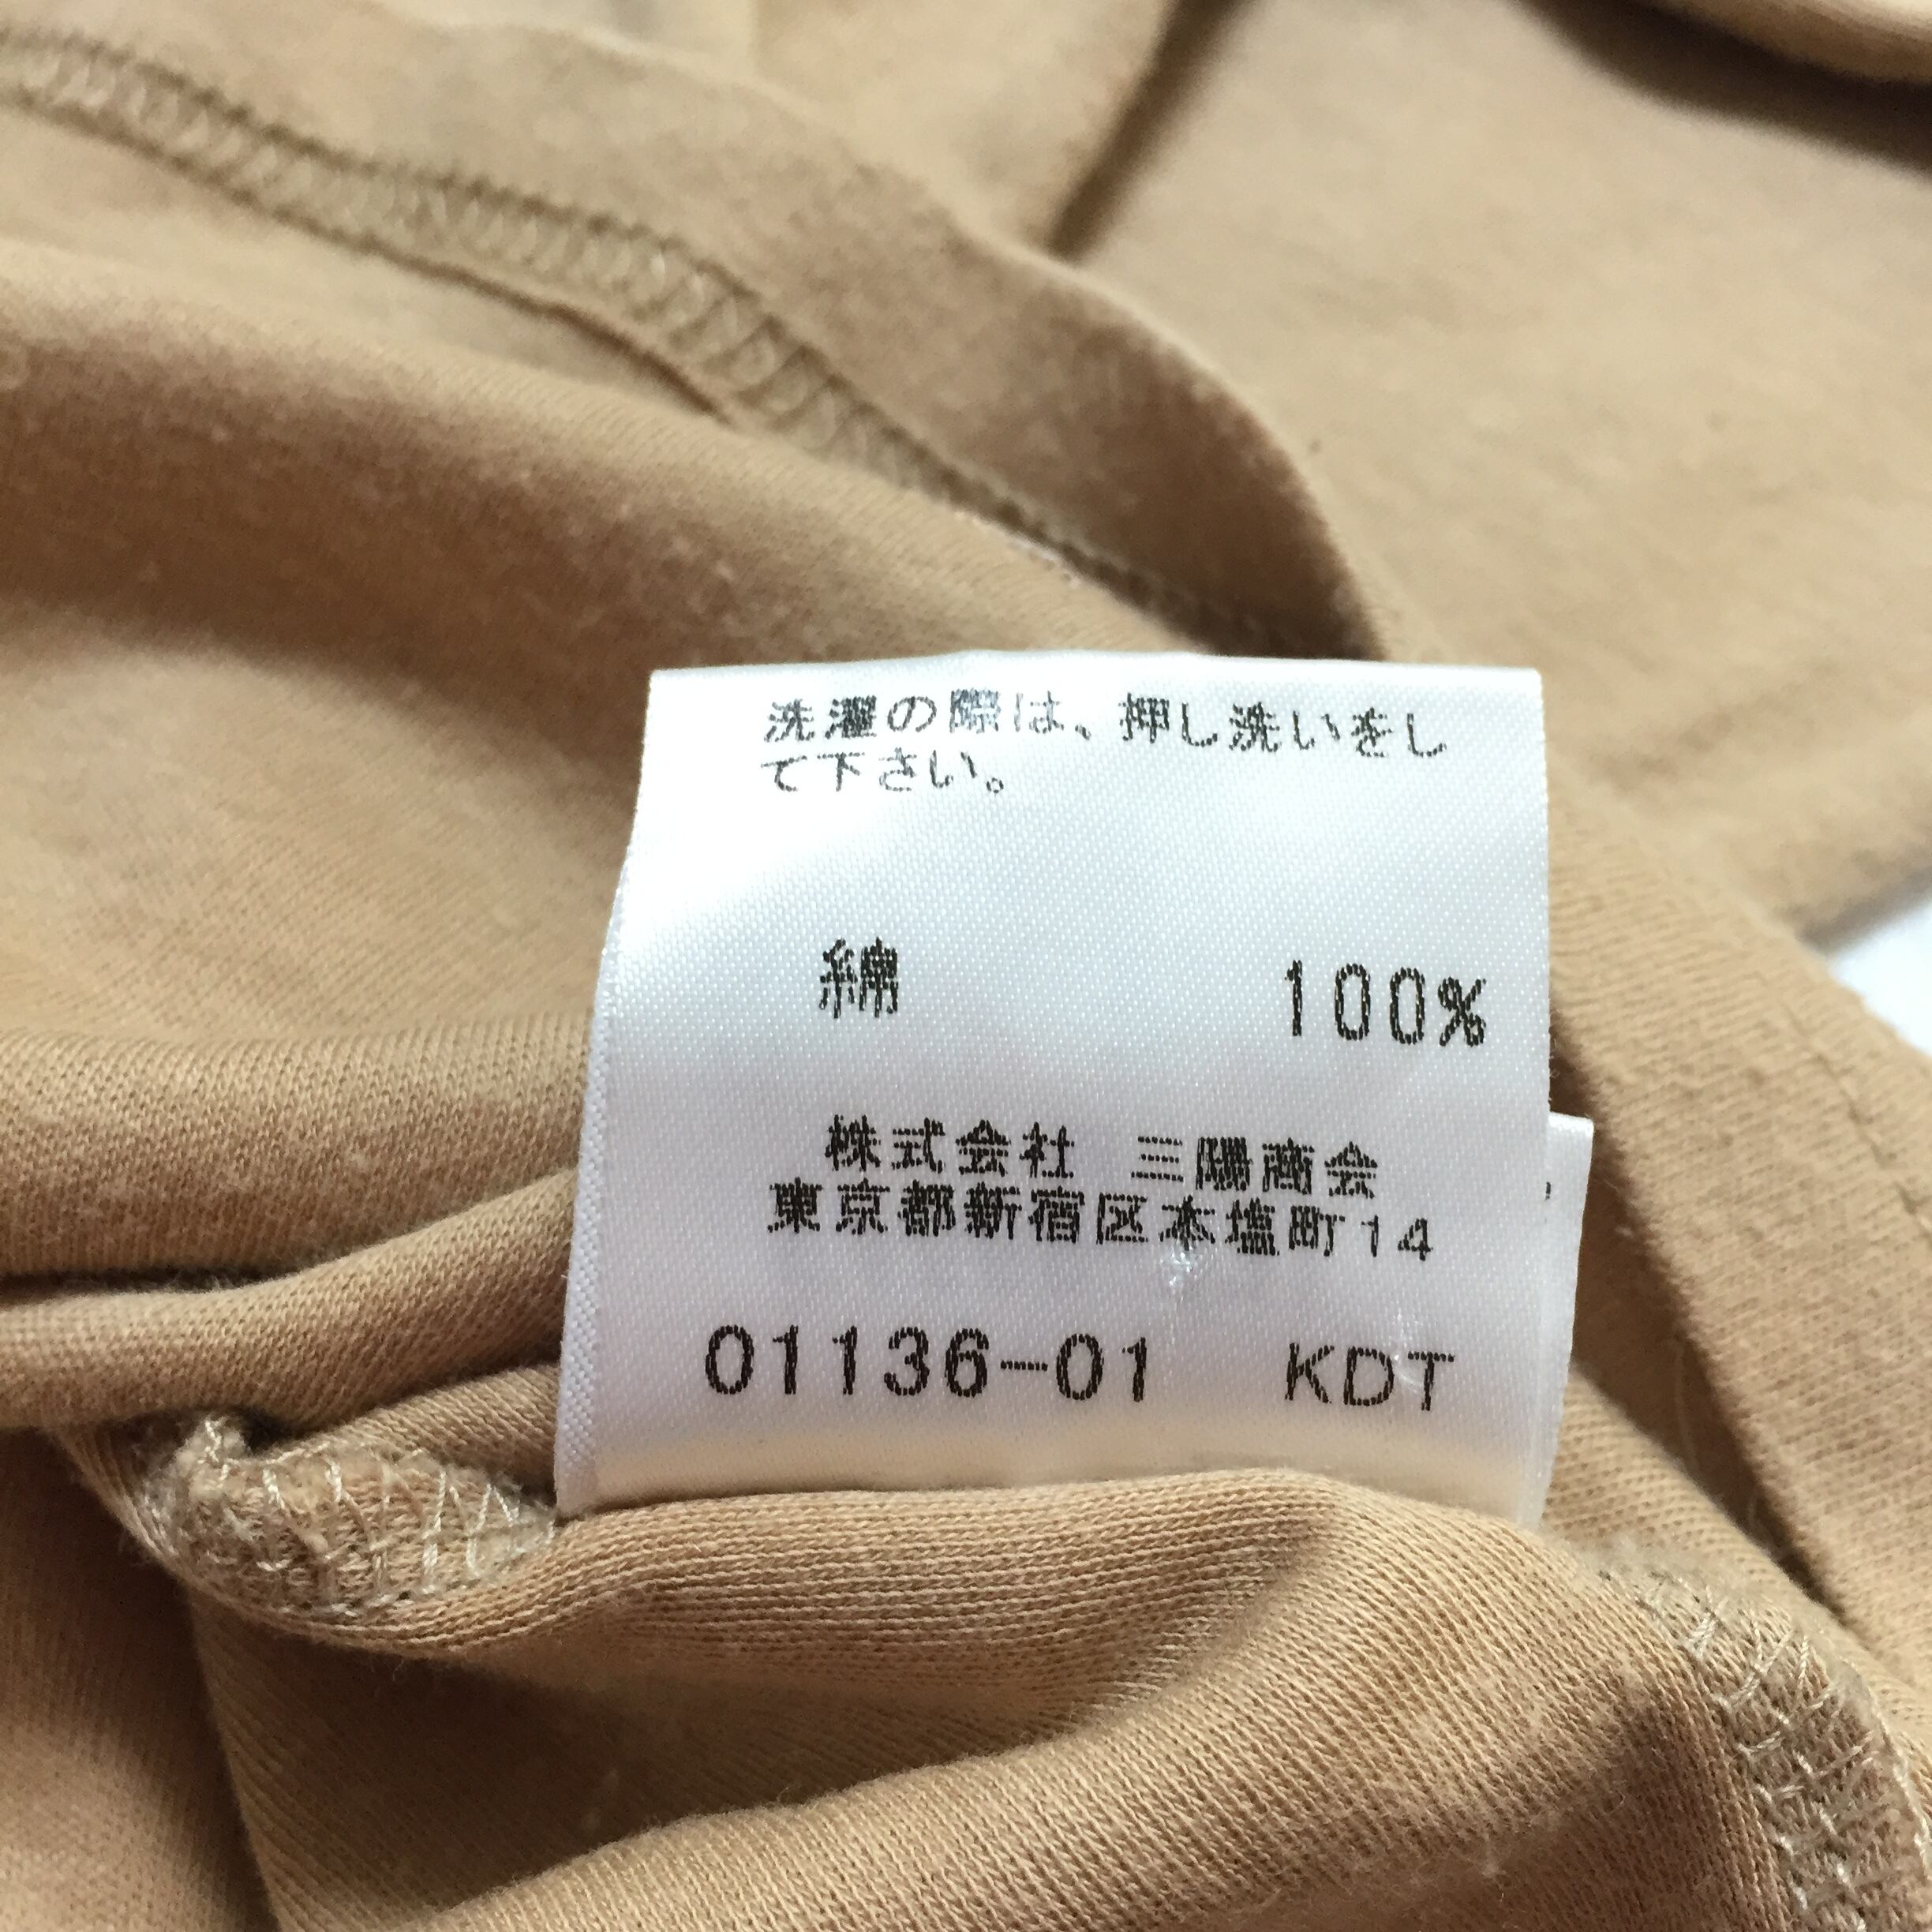 洗濯の際は、押し洗いをし
て下さい。
綿 100%
株式会社 三陽商会
東京都新宿区本塩町14
01136-01 KDT